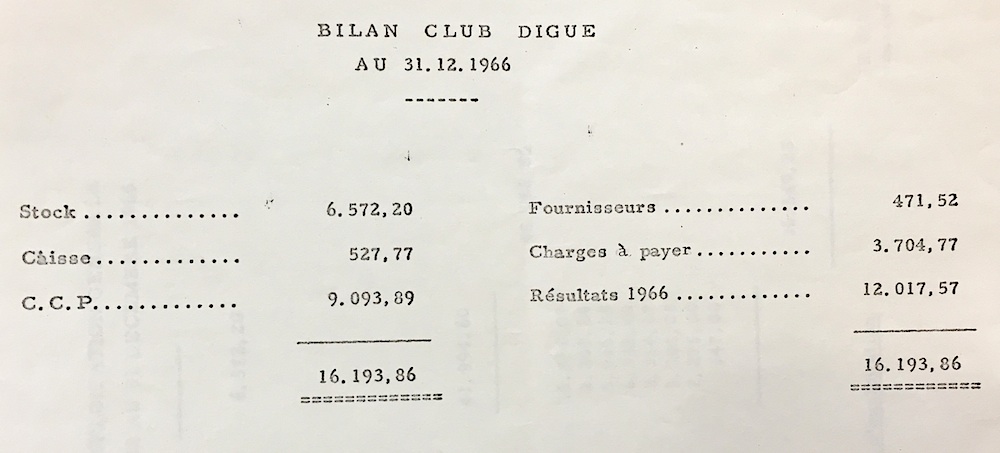 BILAN CLUB DIGUE
AU 31.12.1966
-------
Stock .............. 6.572,20 Fournisseurs .............. 471,52
Càisse............. 527,77 Charges à payer ........... 3.704,77
C.C.P............. 9.093,89 Résultats 1966 ............. 12.017,57
16.193,86 16.193,86